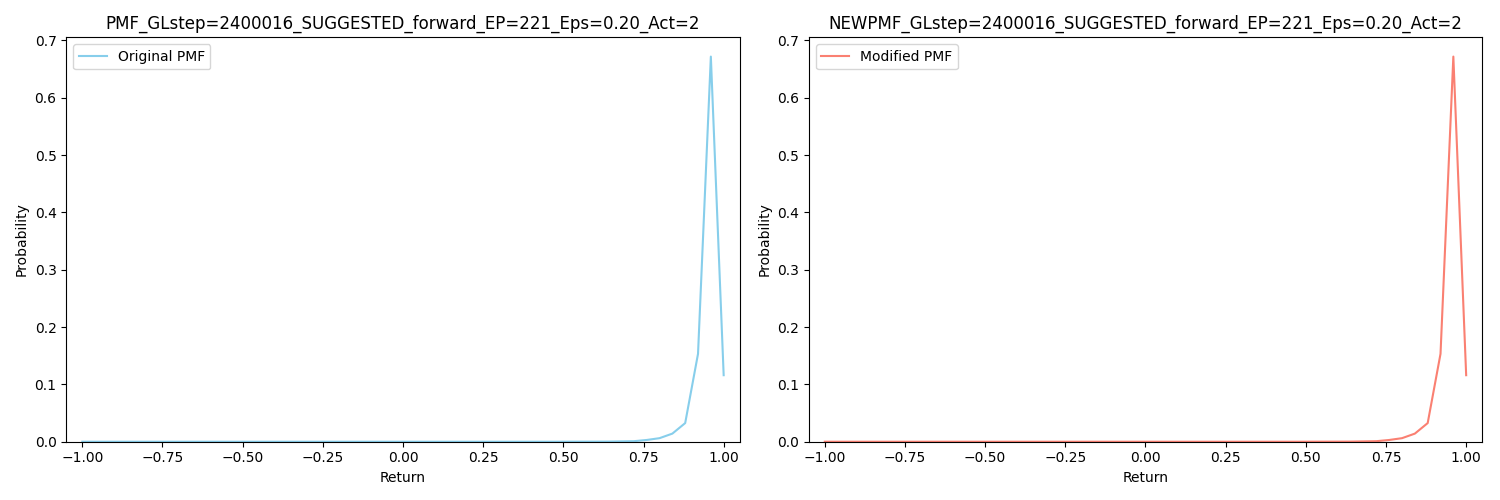 PMF_GLstep=2400016_SUGGESTED_forward_EP=221_Eps=0.20_Act=2
Original PMF
0.7
0.6
0.5
0.4
0.3
0.2
0.1
0.0
Probability
−1.00 −0.75 −0.50 −0.25 0.00 0.25 0.50 0.75 1.00
Return
NEWPMF_GLstep=2400016_SUGGESTED_forward_EP=221_Eps=0.20_Act=2
Modified PMF
0.7
0.6
0.5
0.4
0.3
0.2
0.1
0.0
Probability
−1.00 −0.75 −0.50 −0.25 0.00 0.25 0.50 0.75 1.00
Return